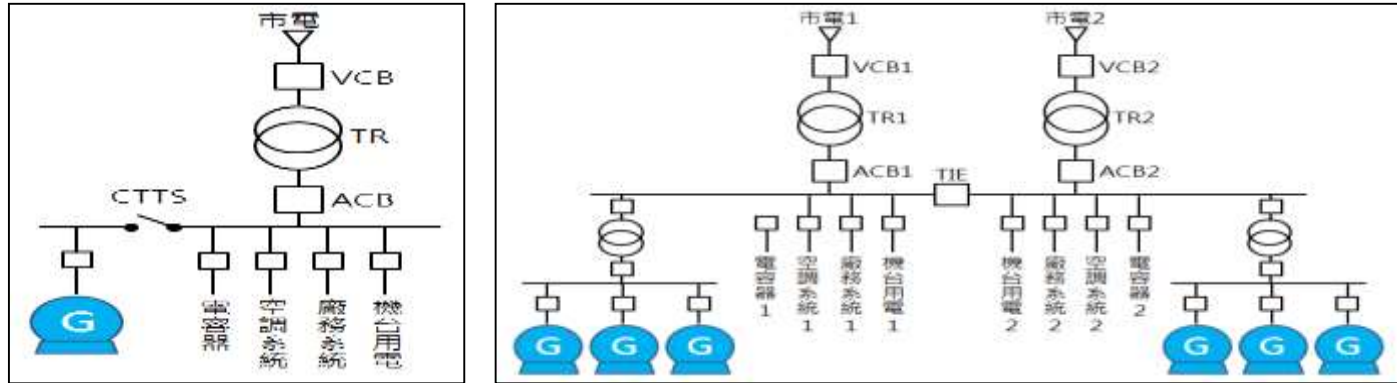 市電
VCB
TR
CTTS
ACB
G
電容器
空調系統
廠務系統
機台用電
市電1
市電2
VCB1
VCB2
TR1
TR2
ACB1
TIE
ACB2
電容器1
空調系統1
廠務系統1
機台用電1
機台用電2
廠務系統2
空調系統2
電容器2
G
G
G
G
G
G